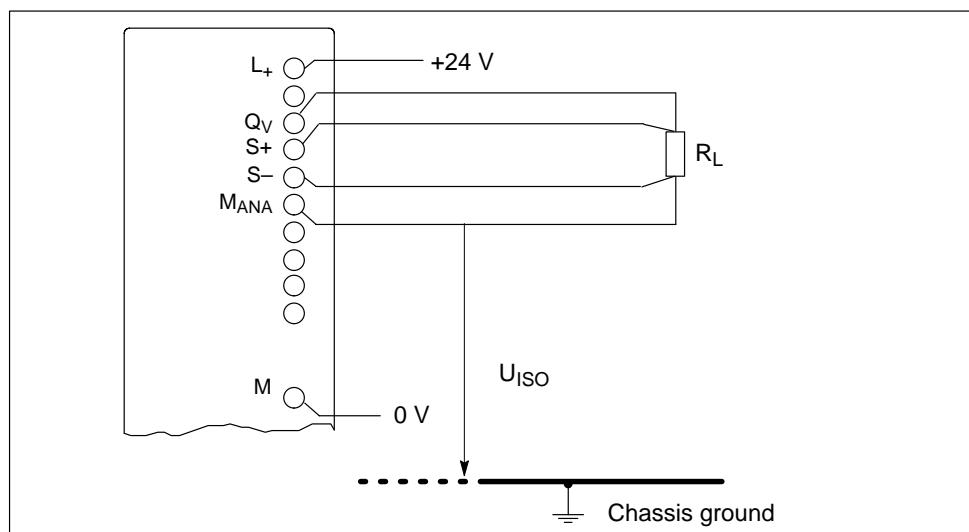 L+
+24 V
QV
S+
RL
S–
MANA
UISO
M
0 V
Chassis ground